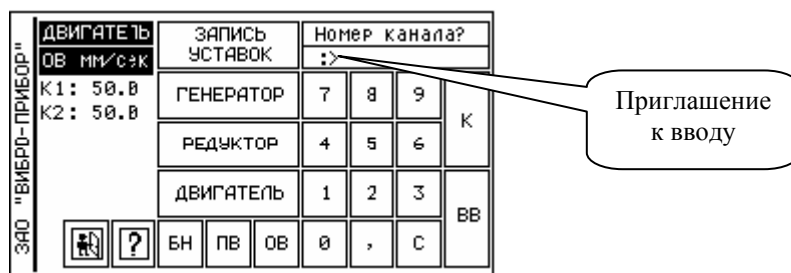 ЗАО "ВИБРО-ПРИБОР"
ДВИГАТЕЛЬ
ОВ ММ/сек
К1: 50.0
К2: 50.0
ЗАПИСЬ
УСТАВОК
Номер канала?
:>
ГЕНЕРАТОР
7 8 9
К
РЕДУКТОР
4 5 6
ДВИГАТЕЛЬ
1 2 3
ВВ
?
БН ПВ ОВ
0 , С
Приглашение
к вводу